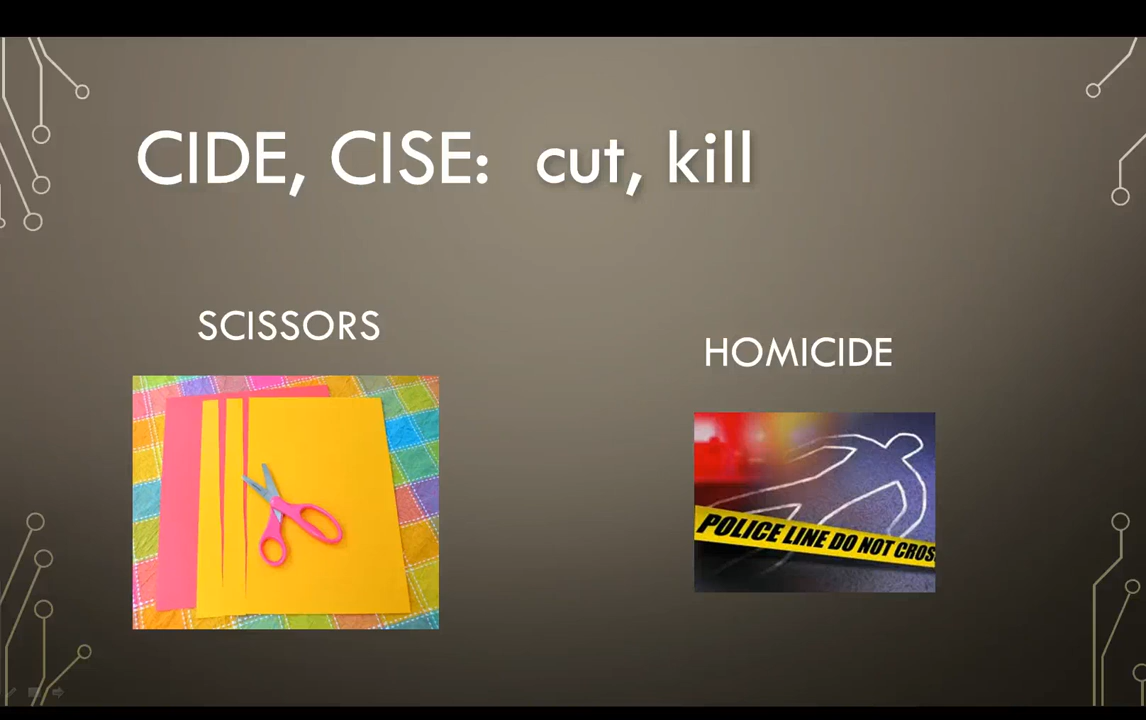 CIDE, CISE: cut, kill
SCISSORS
HOMICIDE
POLICE LINE DO NOT CROS